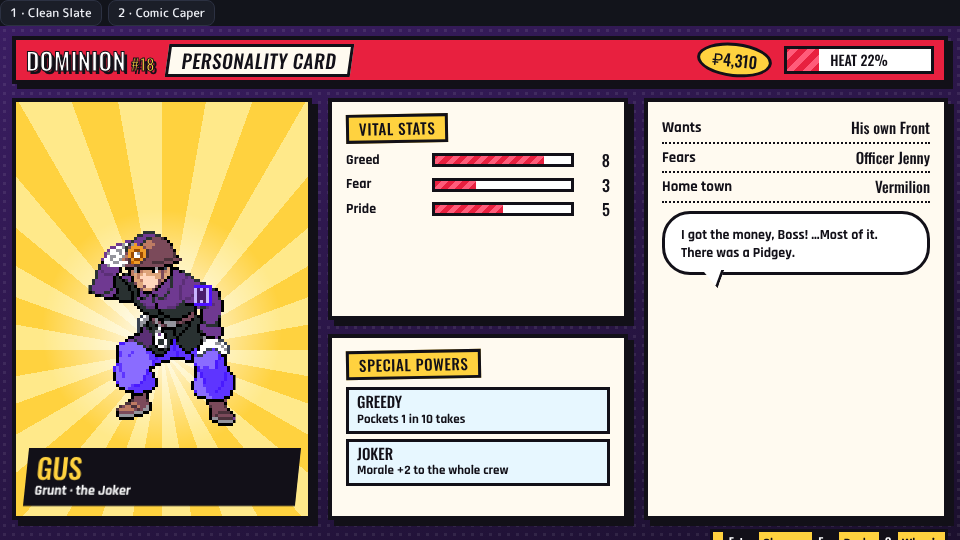 1 · Clean Slate
2 · Comic Caper
DOMINION #18
PERSONALITY CARD
₽4,310
HEAT 22%
GUS
Grunt · the Joker
VITAL STATS
Greed 8
Fear 3
Pride 5
SPECIAL POWERS
GREEDY
Pockets 1 in 10 takes
JOKER
Morale +2 to the whole crew
Wants His own Front
Fears Officer Jenny
Home town Vermilion
I got the money, Boss! …Most of it.
There was a Pidgey.